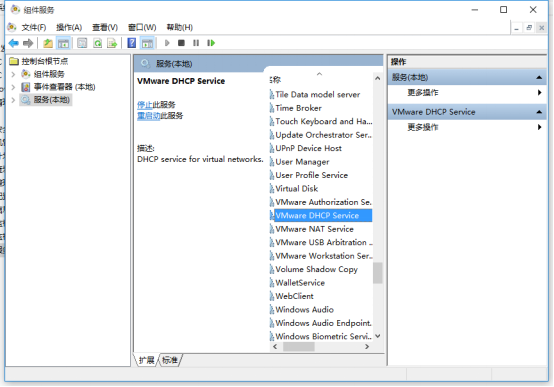 组件服务
文件(F) 操作(A) 查看(V) 窗口(W) 帮助(H)
控制台根节点
组件服务
事件查看器 (本地)
服务(本地)
服务(本地)
VMware DHCP Service
停止此服务
重启动此服务
描述:
DHCP service for virtual networks.
名称
Tile Data model server
Time Broker
Touch Keyboard and Ha...
Update Orchestrator Ser...
UPnP Device Host
User Manager
User Profile Service
Virtual Disk
VMware Authorization Se...
VMware DHCP Service
VMware NAT Service
VMware USB Arbitration ...
VMware Workstation Ser...
Volume Shadow Copy
WalletService
WebClient
Windows Audio
Windows Audio Endpoint...
Windows Biometric Servi...
扩展 标准
操作
服务(本地)
更多操作
VMware DHCP Service
更多操作